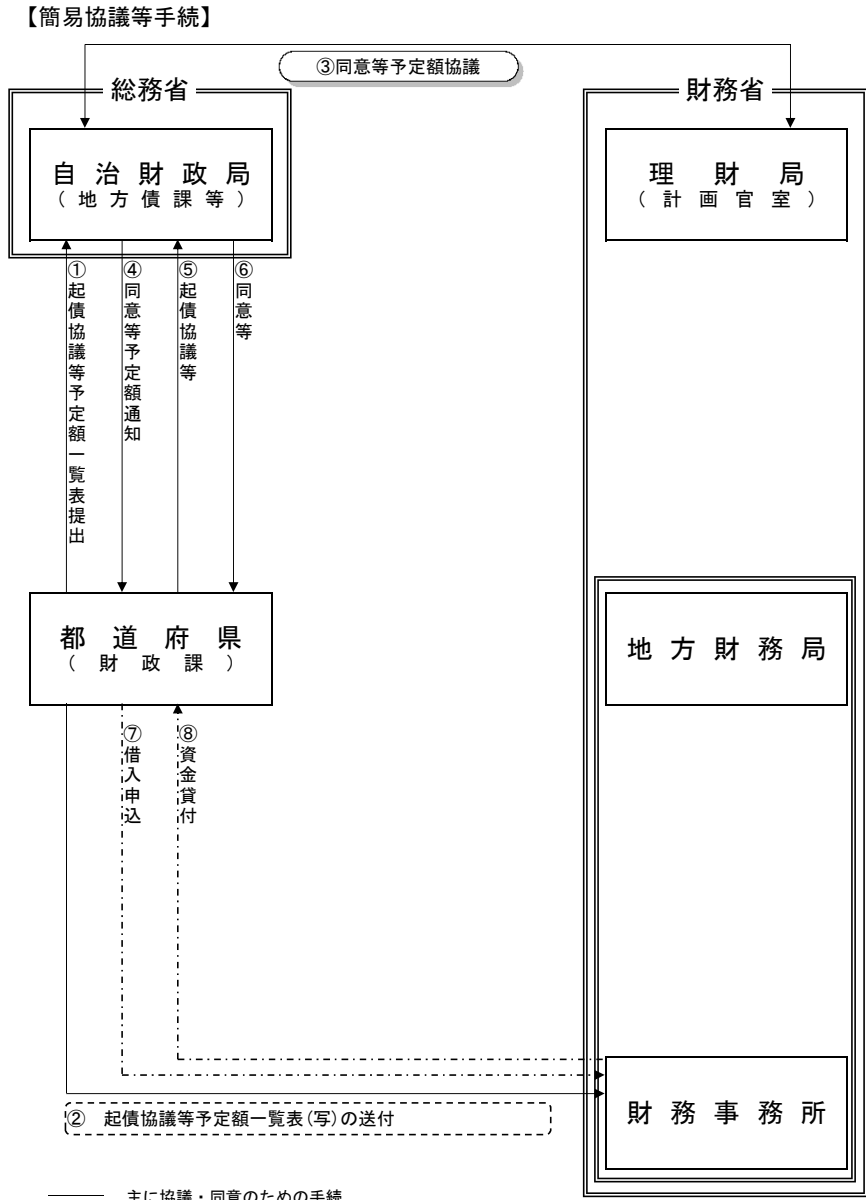 【簡易協議等手続】
③同意等予定額協議
総務省
財務省
自治財政局
(地方債課等)
理財局
(計画官室)
①起債協議等予定額一覧表提出
④同意等予定額通知
⑤起債協議等
⑥同意等
都道府県
(財政課)
地方財務局
⑦借入申込
⑧資金貸付
② 起債協議等予定額一覧表(写)の送付
財務事務所
主に協議・同意のための手続